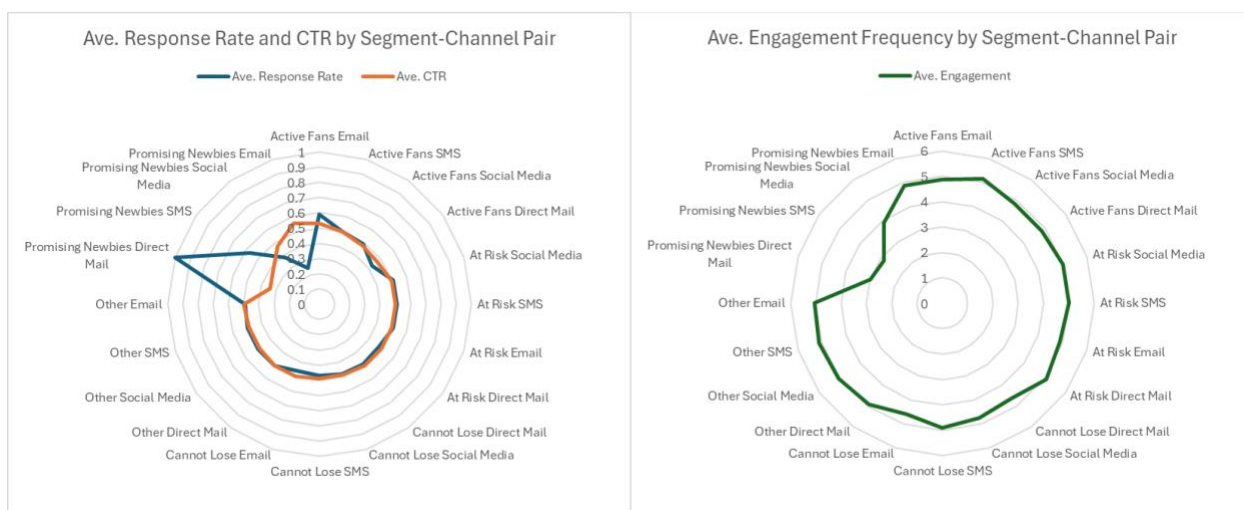 Ave. Response Rate and CTR by Segment-Channel Pair
Ave. Response Rate
Ave. CTR
Active Fans Email
Active Fans SMS
Active Fans Social Media
Active Fans Direct Mail
At Risk Social Media
At Risk SMS
At Risk Email
At Risk Direct Mail
Cannot Lose Direct Mail
Cannot Lose Social Media
Cannot Lose SMS
Cannot Lose Email
Other Direct Mail
Other Social Media
Other SMS
Other Email
Promising Newbies Direct
Mail
Promising Newbies SMS
Promising Newbies Social
Media
Promising Newbies Email
1
0.9
0.8
0.7
0.6
0.5
0.4
0.3
0.2
0.1
0
Ave. Engagement Frequency by Segment-Channel Pair
Ave. Engagement
Active Fans Email
Active Fans SMS
Active Fans Social Media
Active Fans Direct Mail
At Risk Social Media
At Risk SMS
At Risk Email
At Risk Direct Mail
Cannot Lose Direct Mail
Cannot Lose Social Media
Cannot Lose SMS
Cannot Lose Email
Other Direct Mail
Other Social Media
Other SMS
Other Email
Promising Newbies Direct
Mail
Promising Newbies SMS
Promising Newbies Social
Media
Promising Newbies Email
6
5
4
3
2
1
0